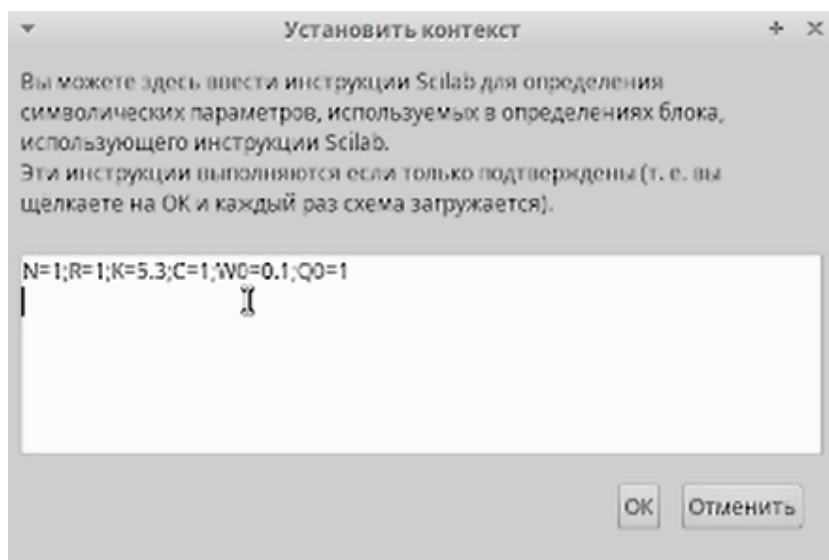 Установить контекст
Вы можете здесь ввести инструкции Scilab для определения
символических параметров, используемых в определениях блока,
использующего инструкции Scilab.
Эти инструкции выполняются если только подтверждены (т. е. вы
щёлкаете на ОК и каждый раз схема загружается).
N=1;R=1;K=5.3;C=1;W0=0.1;Q0=1
ОК
Отменить